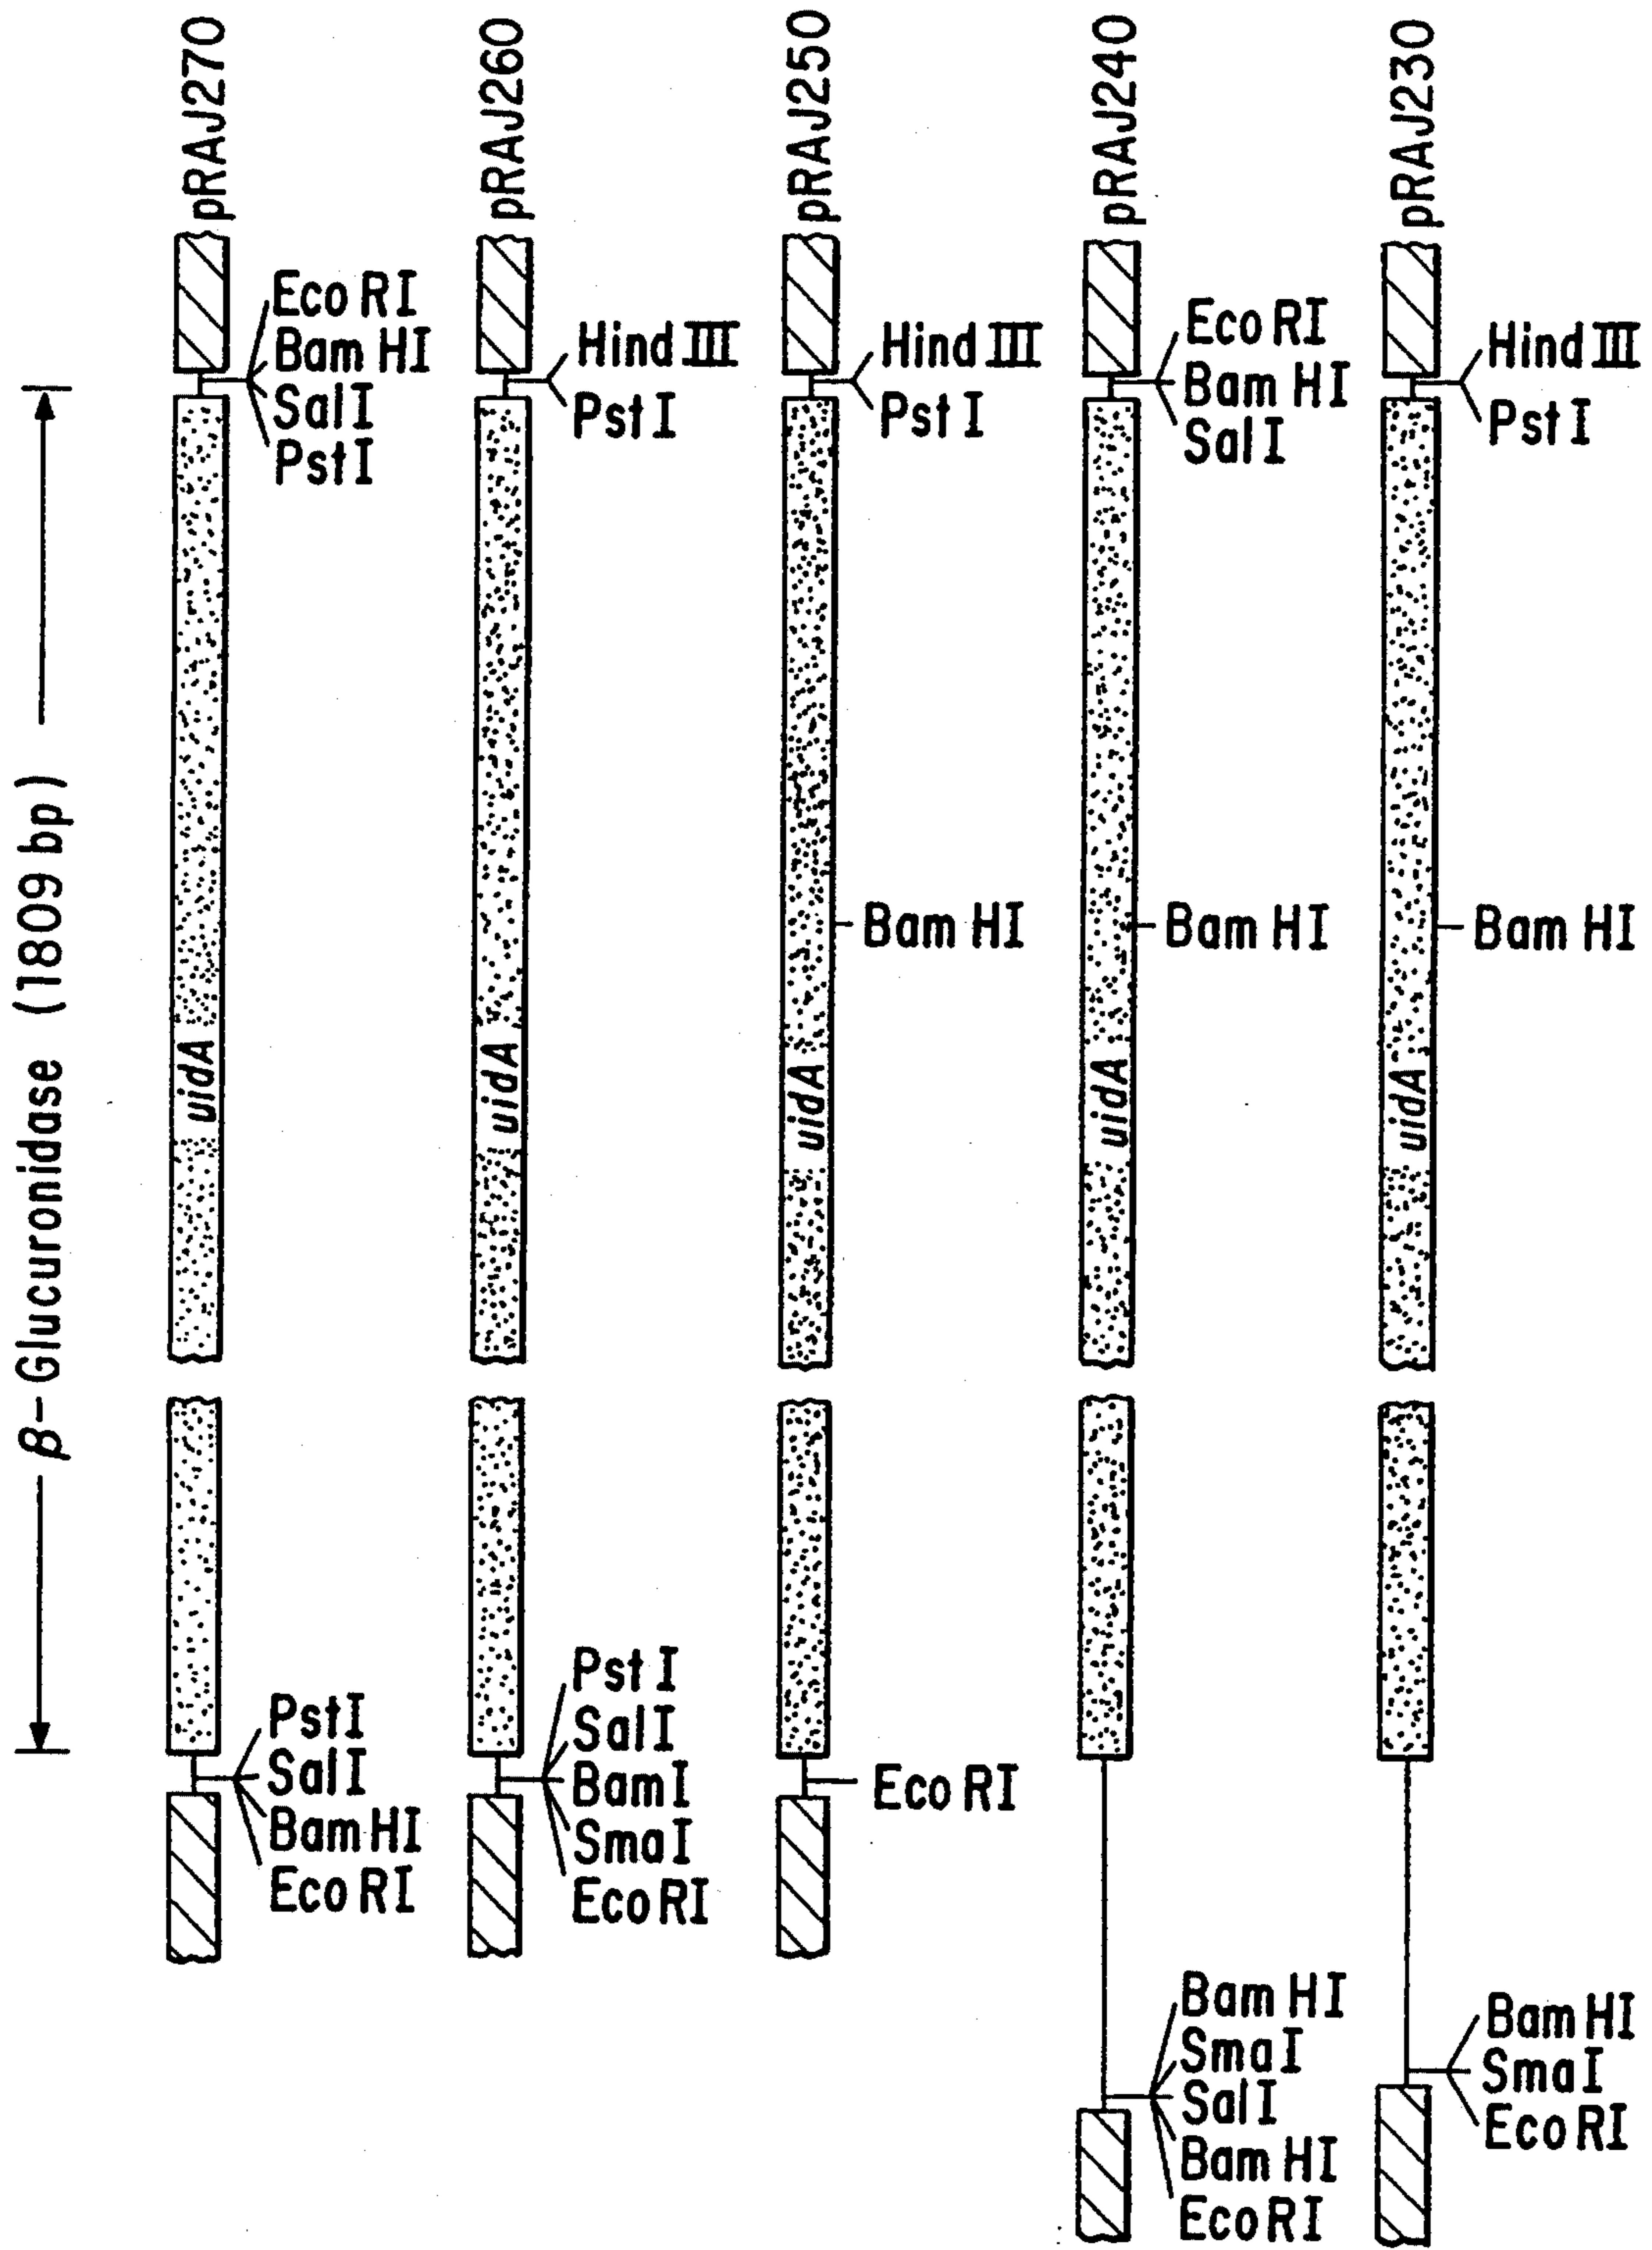 β-Glucuronidase (1809 bp)
pRAJ270
Eco RI
Bam HI
Sal I
Pst I
uidA
Pst I
Sal I
Bam HI
Eco RI
pRAJ260
Hind III
Pst I
uidA
Pst I
Sal I
Bam I
Sma I
Eco RI
pRAJ250
Hind III
Pst I
Bam HI
uidA
Eco RI
pRAJ240
Eco RI
Bam HI
Sal I
Bam HI
uidA
Bam HI
Sma I
Sal I
Bam HI
Eco RI
pRAJ230
Hind III
Pst I
Bam HI
uidA
Bam HI
Sma I
Eco RI